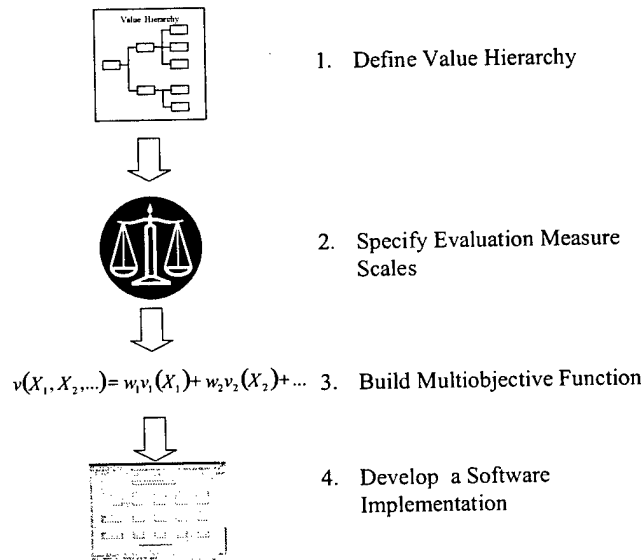 Value Hierarchy
1. Define Value Hierarchy
2. Specify Evaluation Measure
Scales
v(X₁, X₂,...)= w₁v₁(X₁)+ w₂v₂(X₂)+ ...
3. Build Multiobjective Function
4. Develop a Software
Implementation